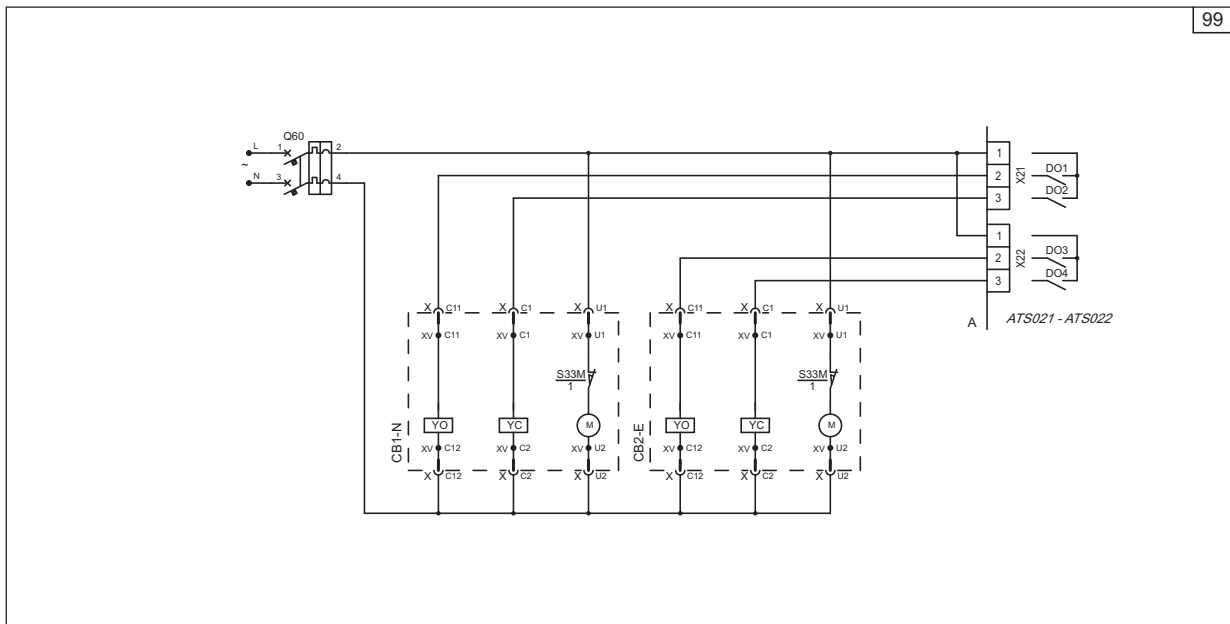 99
Q60
L 1 2
~
N 3 4
1
2
3
X21
DO1
DO2
1
2
3
X22
DO3
DO4
A
ATS021 - ATS022
X C11 X C1 X U1 X C11 X C1 X U1
XV C11 XV C1 XV U1 XV C11 XV C1 XV U1
S33M
1
S33M
1
CB1-N
YO YC M
CB2-E
YO YC M
XV C12 XV C2 XV U2 XV C12 XV C2 XV U2
X C12 X C2 X U2 X C12 X C2 X U2